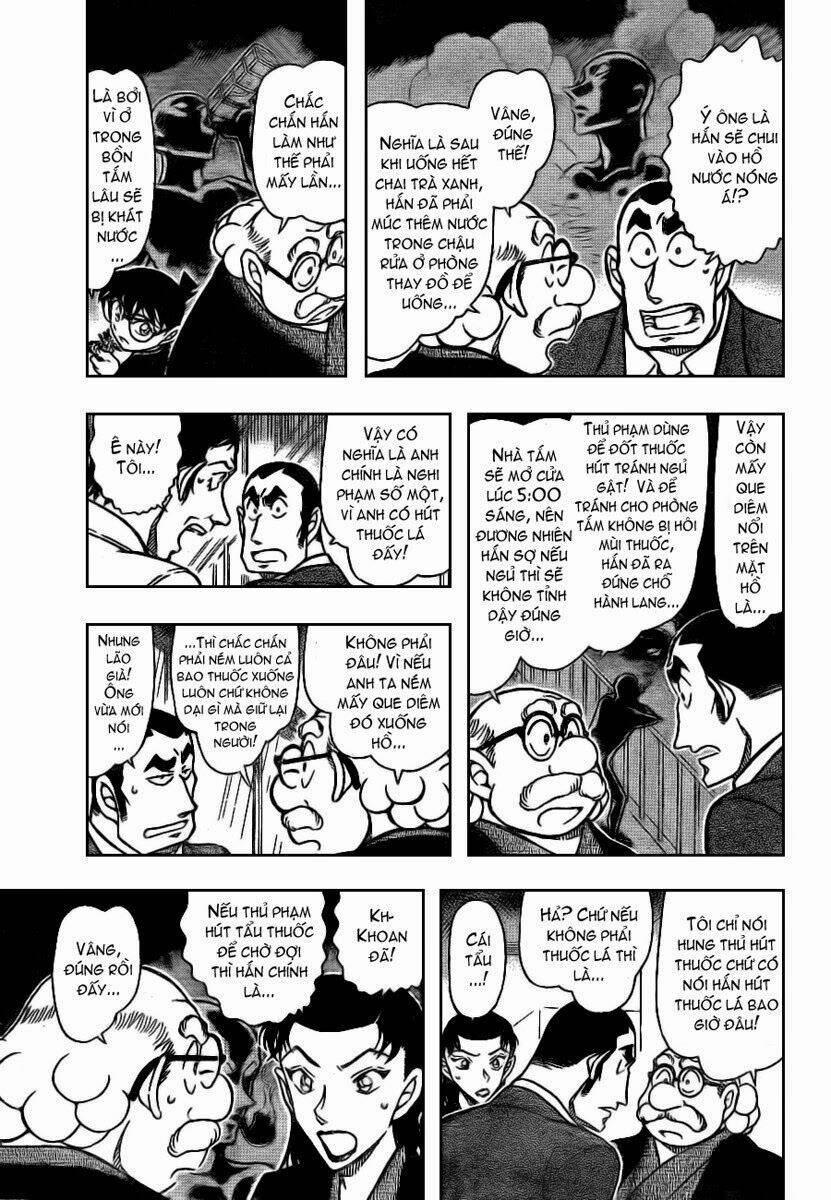 Ý ÔNG LÀ
HẮN SẼ CHUI
VÀO HỒ
NƯỚC NÓNG
Á!?
VÂNG,
ĐÚNG
THẾ!
NGHĨA LÀ SAU
KHI UỐNG HẾT
CHAI TRÀ XANH,
HẮN ĐÃ PHẢI
MÚC THÊM NƯỚC
TRONG CHẬU
RỬA Ở PHÒNG
THAY ĐỒ ĐỂ
UỐNG...
CHẮC
CHẮN HẮN
LÀM NHƯ
THẾ PHẢI
MẤY LẦN...
LÀ BỞI
VÌ Ở
TRONG
BỒN
TẮM
LÂU SẼ
BỊ KHÁT
NƯỚC
...
VẬY
CÒN
MẤY
QUE
DIÊM
NỔI
TRÊN
MẶT
HỒ
LÀ...
THỦ PHẠM DÙNG
ĐỂ ĐỐT THUỐC
HÚT TRÁNH NGỦ
GẬT! VÀ ĐỂ
TRÁNH CHO PHÒNG
TẮM KHÔNG BỊ HÔI
MÙI THUỐC,
HẮN ĐÃ RA
ĐỨNG CHỖ
HÀNH LANG...
NHÀ TẮM
SẼ MỞ CỬA
LÚC 5:00
SÁNG, NÊN
ĐƯƠNG NHIÊN
HẮN SỢ NẾU
NGỦ THÌ SẼ
KHÔNG TỈNH
DẬY ĐÚNG
GIỜ...
VẬY CÓ
NGHĨA LÀ ANH
CHÍNH LÀ NGHI
PHẠM SỐ MỘT,
VÌ ANH CÓ HÚT
THUỐC LÁ
ĐẤY!
Ê NÀY!
TÔI...
KHÔNG PHẢI
ĐÂU! VÌ NẾU
ANH TA NÉM
MẤY QUE DIÊM
ĐÓ XUỐNG
HỒ...
...THÌ CHẮC CHẮN
PHẢI NÉM LUÔN CẢ
BAO THUỐC XUỐNG
LUÔN CHỨ KHÔNG
DẠI GÌ MÀ GIỮ LẠI
TRONG
NGƯỜI!
NHƯNG
LÃO
GIÀ!
ÔNG
VỪA MỚI
NÓI
...
TÔI CHỈ NÓI
HUNG THỦ HÚT
THUỐC CHỨ CÓ
NÓI HẮN HÚT
THUỐC LÁ BAO
GIỜ ĐÂU!
HẢ? CHỨ NẾU
KHÔNG PHẢI
THUỐC LÁ THÌ
LÀ...
CÁI
TẨU
...!
KH-
KHOAN
ĐÃ!
NẾU THỦ PHẠM
HÚT TẨU THUỐC
ĐỂ CHỜ ĐỢI
THÌ HẮN CHÍNH
LÀ...
VÂNG,
ĐÚNG RỒI
ĐẤY...